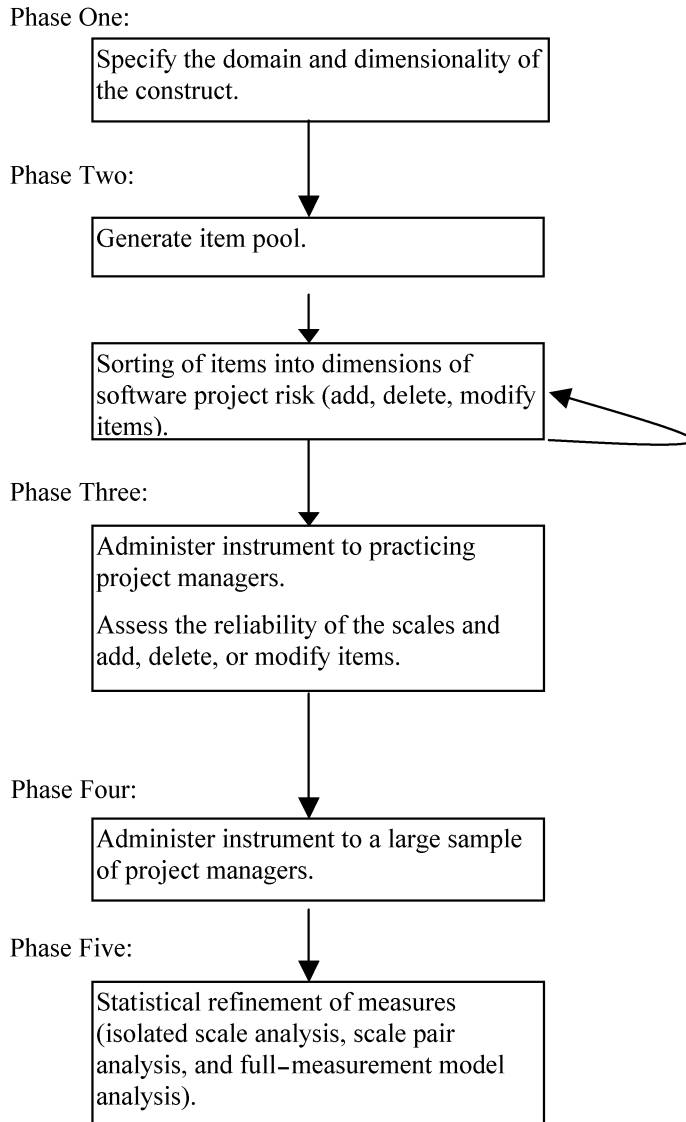 Phase One:
Specify the domain and dimensionality of
the construct.
Phase Two:
Generate item pool.
Sorting of items into dimensions of
software project risk (add, delete, modify
items).
Phase Three:
Administer instrument to practicing
project managers.
Assess the reliability of the scales and
add, delete, or modify items.
Phase Four:
Administer instrument to a large sample
of project managers.
Phase Five:
Statistical refinement of measures
(isolated scale analysis, scale pair
analysis, and full-measurement model
analysis).